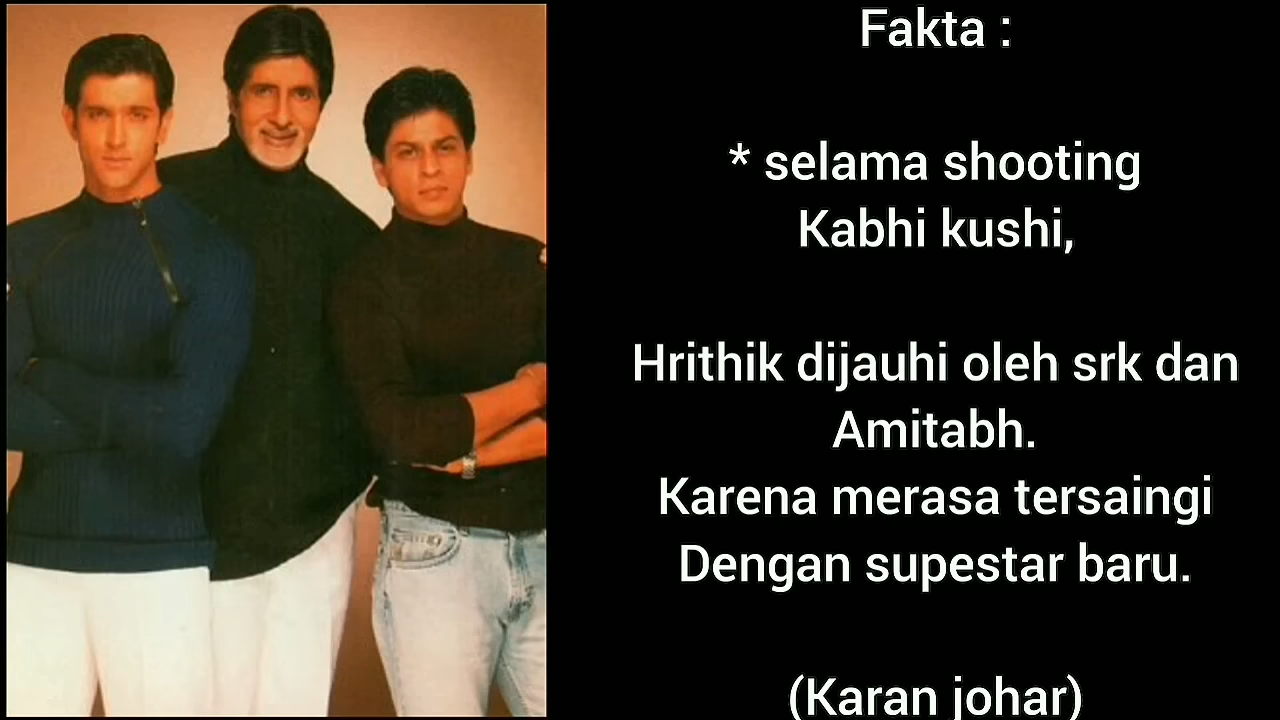 Fakta :
* selama shooting
Kabhi kushi,
Hrithik dijauhi oleh srk dan
Amitabh.
Karena merasa tersaingi
Dengan supestar baru.
(Karan johar)